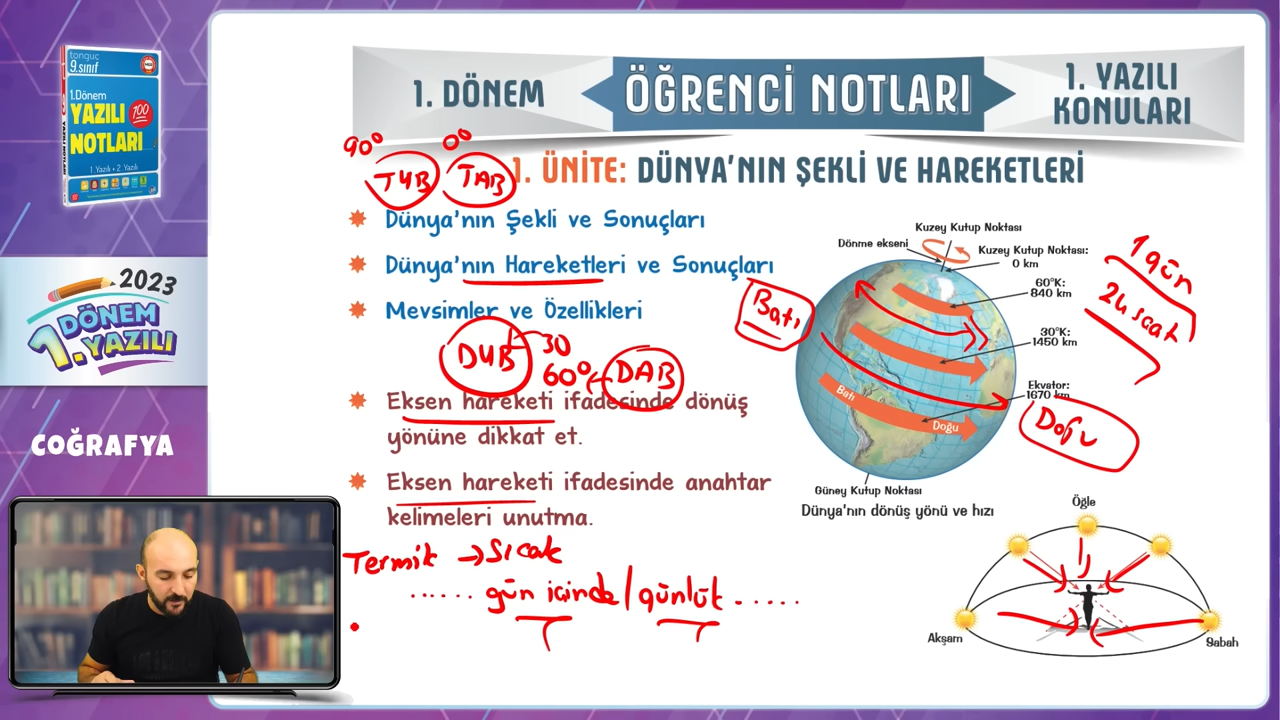 tonguç
9.sınıf
1.Dönem
YAZILI
100
NOTLARI
1.Yazılı + 2.Yazılı
YAZILI NOTLARI
2023
1. DÖNEM
YAZILI
COĞRAFYA
1. DÖNEM
ÖĞRENCİ NOTLARI
1. YAZILI
KONULARI
90° 0°
TYB TAB
1. ÜNİTE: DÜNYA'NIN ŞEKLİ VE HAREKETLERİ
Dünya'nın Şekli ve Sonuçları
Dünya'nın Hareketleri ve Sonuçları
Mevsimler ve Özellikleri
DYB 30
60° DAB
Eksen hareketi ifadesinde dönüş
yönüne dikkat et.
Eksen hareketi ifadesinde anahtar
kelimeleri unutma.
Termik → Sıcak
...... gün içinde / günlük .....
Kuzey Kutup Noktası
Dönme ekseni
Kuzey Kutup Noktası:
0 km
60°K:
840 km
30°K:
1450 km
Ekvator:
1670 km
Batı
Doğu
Batı
Doğu
1 gün
24 saat
Güney Kutup Noktası
Dünya'nın dönüş yönü ve hızı
Öğle
Akşam
Sabah